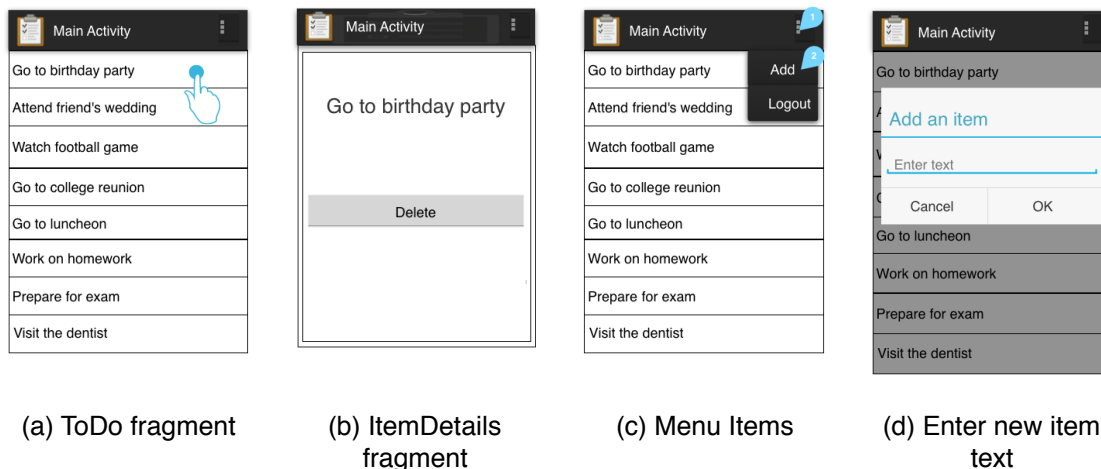 Main Activity
Go to birthday party
Attend friend's wedding
Watch football game
Go to college reunion
Go to luncheon
Work on homework
Prepare for exam
Visit the dentist
(a) ToDo fragment
Main Activity
Go to birthday party
Delete
(b) ItemDetails
fragment
Main Activity
1
2
Go to birthday party
Add
Attend friend's wedding
Logout
Watch football game
Go to college reunion
Go to luncheon
Work on homework
Prepare for exam
Visit the dentist
(c) Menu Items
Main Activity
Go to birthday party
Add an item
Enter text
Cancel OK
Go to luncheon
Work on homework
Prepare for exam
Visit the dentist
(d) Enter new item
text